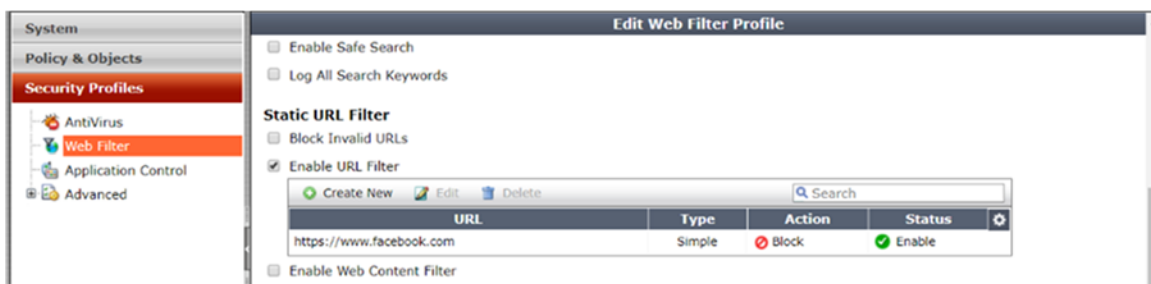 System
Policy & Objects
Security Profiles
AntiVirus
Web Filter
Application Control
Advanced
Edit Web Filter Profile
Enable Safe Search
Log All Search Keywords
Static URL Filter
Block Invalid URLs
Enable URL Filter
Create New Edit Delete Search
URL Type Action Status
https://www.facebook.com Simple Block Enable
Enable Web Content Filter